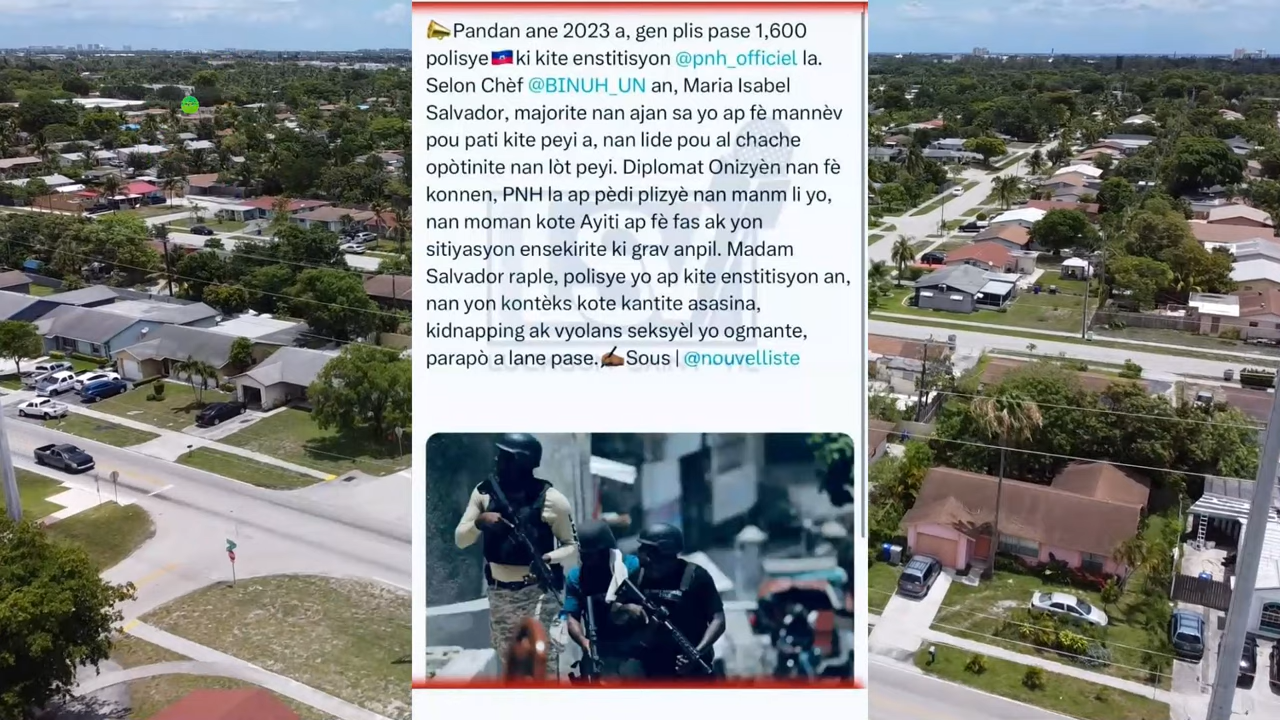 Pandan ane 2023 a, gen plis pase 1,600
polisye🇭🇹ki kite enstitisyon @pnh_officiel la.
Selon Chèf @BINUH_UN an, Maria Isabel
Salvador, majorite nan ajan sa yo ap fè mannèv
pou pati kite peyi a, nan lide pou al chache
opòtinite nan lòt peyi. Diplomat Onizyèn nan fè
konnen, PNH la ap pèdi plizyè nan manm li yo,
nan moman kote Ayiti ap fè fas ak yon
sitiyasyon ensekirite ki grav anpil. Madam
Salvador raple, polisye yo ap kite enstitisyon an,
nan yon kontèks kote kantite asasina,
kidnapping ak vyolans seksyèl yo ogmante,
parapò a lane pase.✍🏾Sous | @nouvelliste